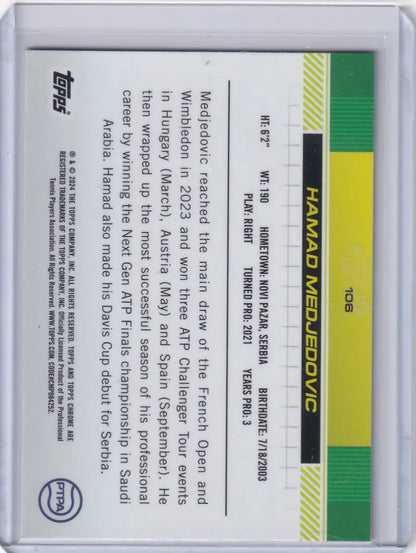 106
HAMAD MEDJEDOVIC
HT: 6'2" WT: 190 HOMETOWN: NOVI PAZAR, SERBIA BIRTHDATE: 7/18/2003
PLAY: RIGHT TURNED PRO: 2021 YEARS PRO: 3
Medjedovic reached the main draw of the French Open and
Wimbledon in 2023 and won three ATP Challenger Tour events
in Hungary (March), Austria (May) and Spain (September). He
then wrapped up the most successful season of his professional
career by winning the Next Gen ATP Finals championship in Saudi
Arabia. Hamad also made his Davis Cup debut for Serbia.
topps
® & © 2024 THE TOPPS COMPANY, INC. ALL RIGHTS RESERVED. TOPPS AND TOPPS CHROME ARE
REGISTERED TRADEMARKS OF THE TOPPS COMPANY, INC. Officially Licensed Product of the Professional
Tennis Players Association. All Rights Reserved. WWW.TOPPS.COM. CODE#CMP084252.
PTPA